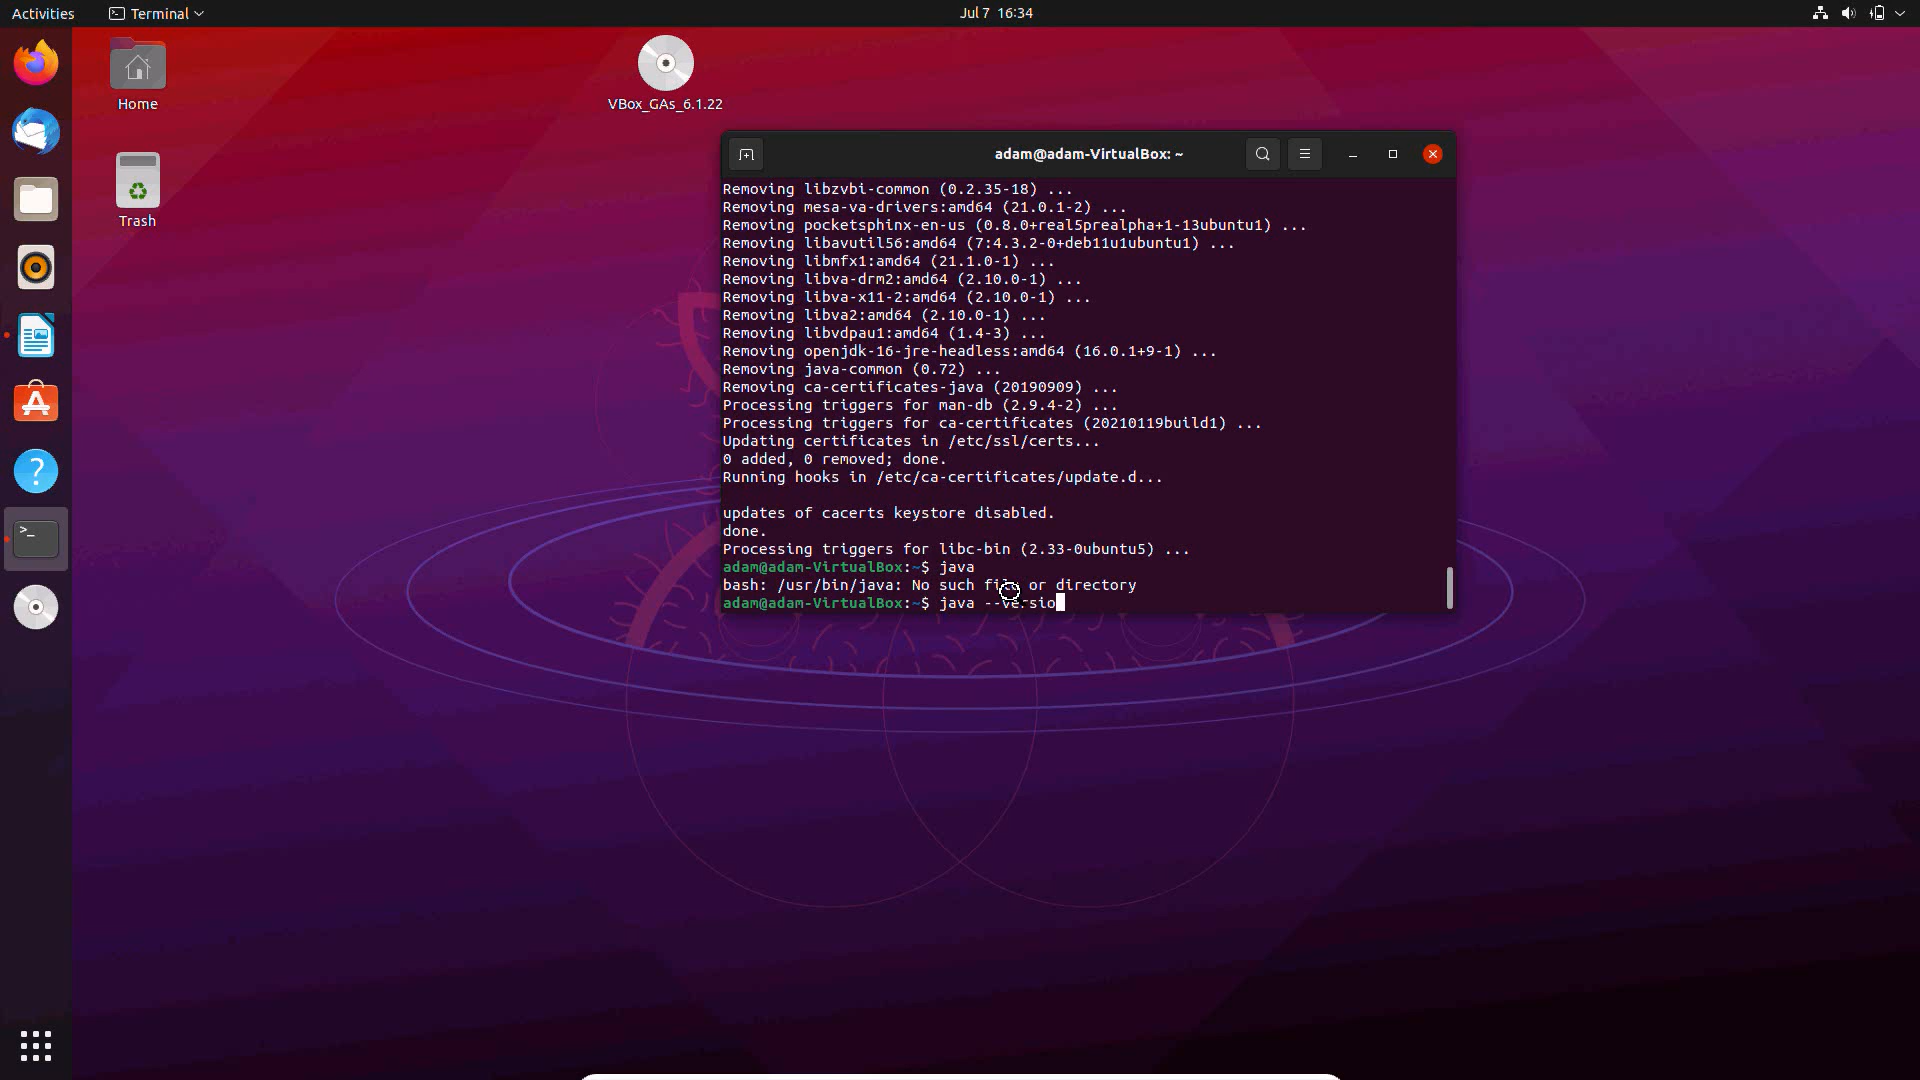 Activities
Terminal
Jul 7 16:34
Home
VBox_GAs_6.1.22
Trash
adam@adam-VirtualBox: ~
Removing libzvbi-common (0.2.35-18) ...
Removing mesa-va-drivers:amd64 (21.0.1-2) ...
Removing pocketsphinx-en-us (0.8.0+real5prealpha+1-13ubuntu1) ...
Removing libavutil56:amd64 (7:4.3.2-0+deb11u1ubuntu1) ...
Removing libmfx1:amd64 (21.1.0-1) ...
Removing libva-drm2:amd64 (2.10.0-1) ...
Removing libva-x11-2:amd64 (2.10.0-1) ...
Removing libva2:amd64 (2.10.0-1) ...
Removing libvdpau1:amd64 (1.4-3) ...
Removing openjdk-16-jre-headless:amd64 (16.0.1+9-1) ...
Removing java-common (0.72) ...
Removing ca-certificates-java (20190909) ...
Processing triggers for man-db (2.9.4-2) ...
Processing triggers for ca-certificates (20210119build1) ...
Updating certificates in /etc/ssl/certs...
0 added, 0 removed; done.
Running hooks in /etc/ca-certificates/update.d...
updates of cacerts keystore disabled.
done.
Processing triggers for libc-bin (2.33-0ubuntu5) ...
adam@adam-VirtualBox:~$ java
bash: /usr/bin/java: No such file or directory
adam@adam-VirtualBox:~$ java --versio